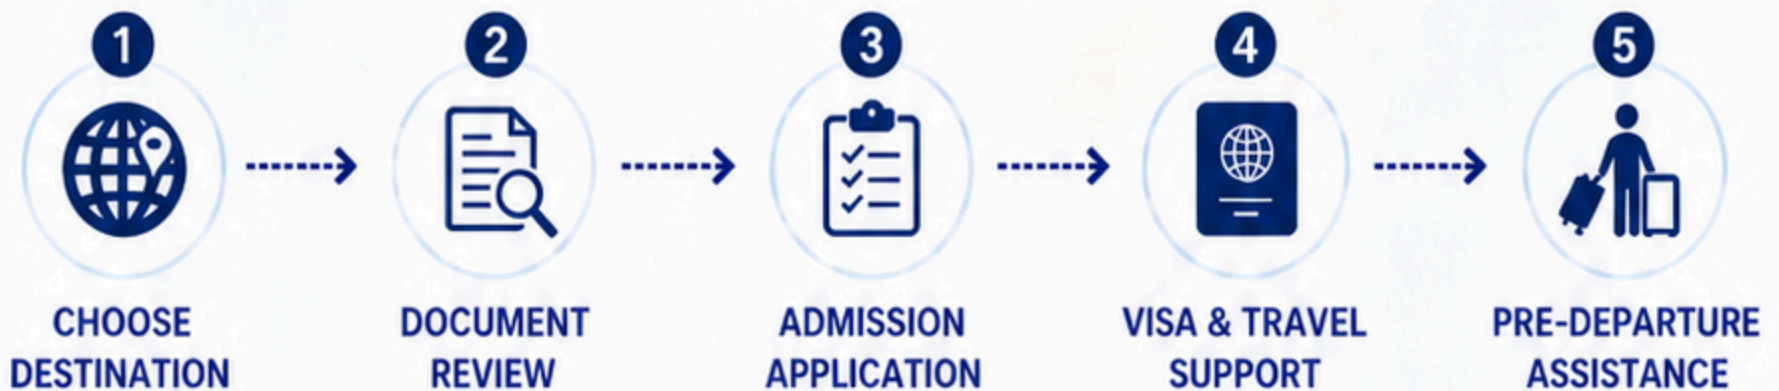 1
2
3
4
5
CHOOSE
DESTINATION
DOCUMENT
REVIEW
ADMISSION
APPLICATION
VISA & TRAVEL
SUPPORT
PRE-DEPARTURE
ASSISTANCE